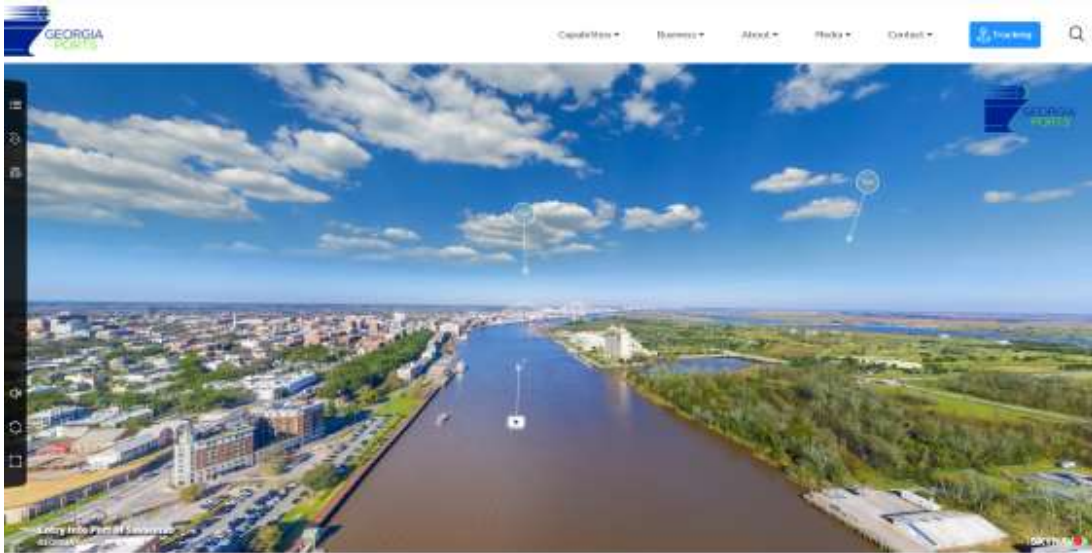 GEORGIA
PORTS
Capabilities
Business
About
Media
Contact
Tracking
GEORGIA
PORTS
Entry Into Port of Savannah